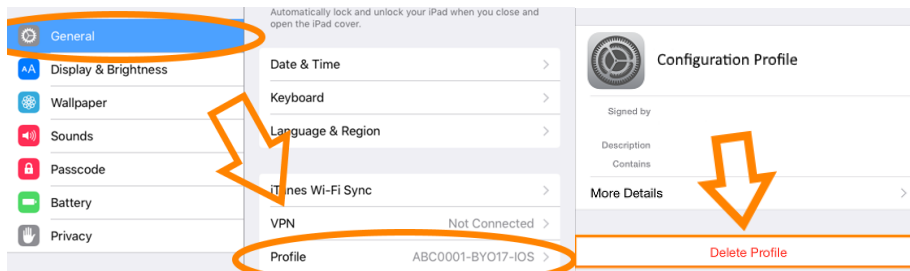 General
Display & Brightness
Wallpaper
Sounds
Passcode
Battery
Privacy
Automatically lock and unlock your iPad when you close and
open the iPad cover.
Date & Time
Keyboard
Language & Region
iTunes Wi-Fi Sync
VPN Not Connected
Profile ABC0001-BYO17-IOS
Configuration Profile
Signed by
Description
Contains
More Details
Delete Profile